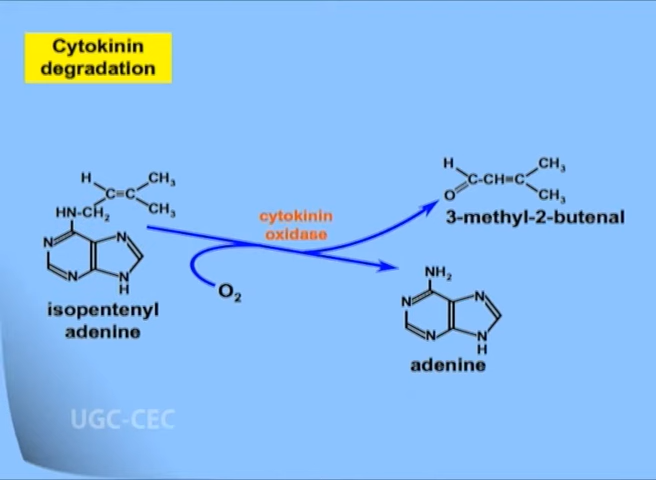 Cytokinin
degradation
H
C=C
CH₃
CH₃
HN-CH₂
N
N
N
N
H
isopentenyl
adenine
cytokinin
oxidase
O₂
H
C-CH=C
O
CH₃
CH₃
3-methyl-2-butenal
NH₂
N
N
N
N
H
adenine
UGC-CEC